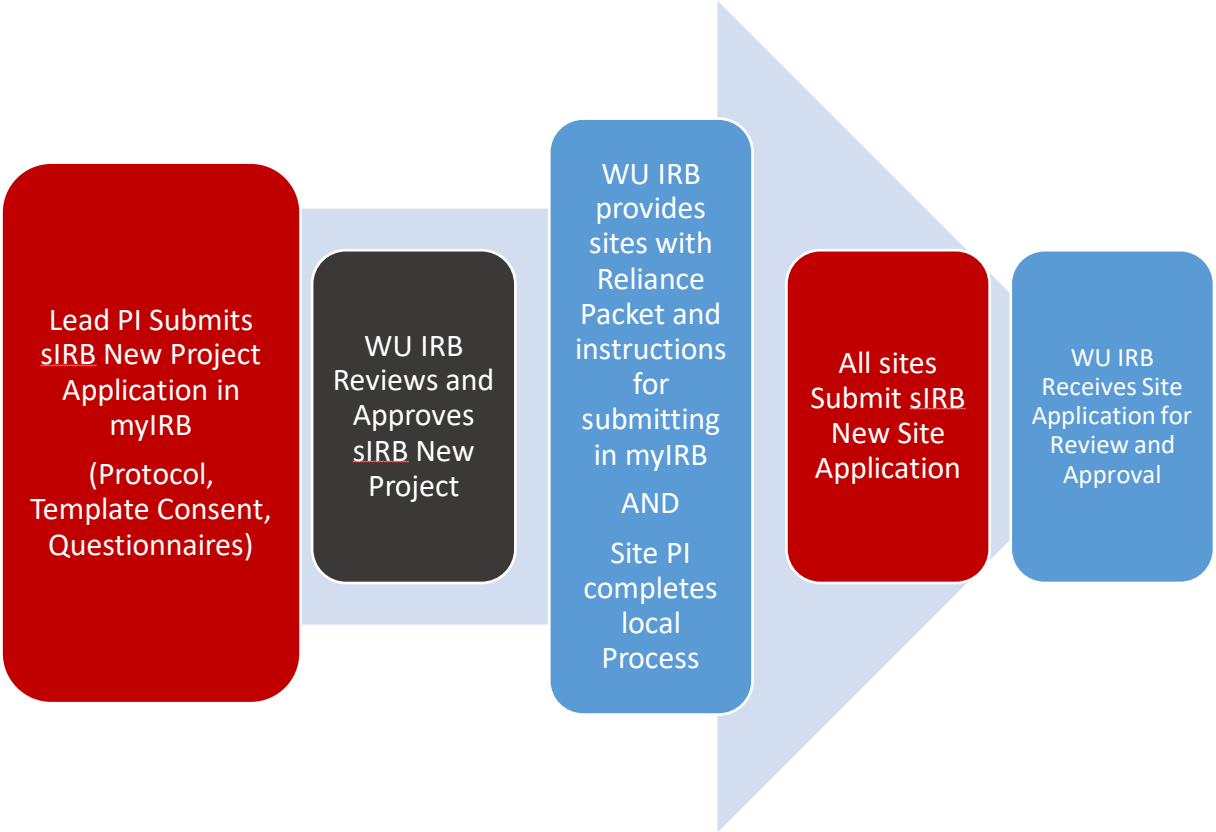 Lead PI Submits
sIRB New Project
Application in
myIRB
(Protocol,
Template Consent,
Questionnaires)
WU IRB
Reviews and
Approves
sIRB New
Project
WU IRB
provides
sites with
Reliance
Packet and
instructions
for
submitting
in myIRB
AND
Site PI
completes
local
Process
All sites
Submit sIRB
New Site
Application
WU IRB
Receives Site
Application for
Review and
Approval